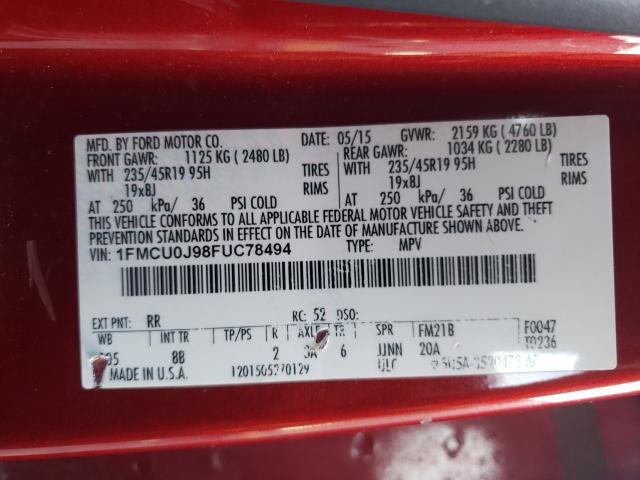 MFD. BY FORD MOTOR CO. DATE: 05/15 GVWR: 2159 KG ( 4760 LB)
FRONT GAWR: 1125 KG ( 2480 LB) REAR GAWR: 1034 KG ( 2280 LB)
WITH 235/45R19 95H TIRES WITH 235/45R19 95H TIRES
19x8J RIMS 19x8J RIMS
AT 250 kPa/ 36 PSI COLD AT 250 kPa/ 36 PSI COLD
THIS VEHICLE CONFORMS TO ALL APPLICABLE FEDERAL MOTOR VEHICLE SAFETY AND THEFT
PREVENTION STANDARDS IN EFFECT ON THE DATE OF MANUFACTURE SHOWN ABOVE.
VIN: 1FMCU0J98FUC78494 TYPE: MPV
EXT PNT: RR RC: 52 DSO:
WB INT TR TP/PS R AXLE TR SPR FM21B F0047
8B 2 6 JJNN 20A T0236
MADE IN U.S.A. 1201505270129 ULC